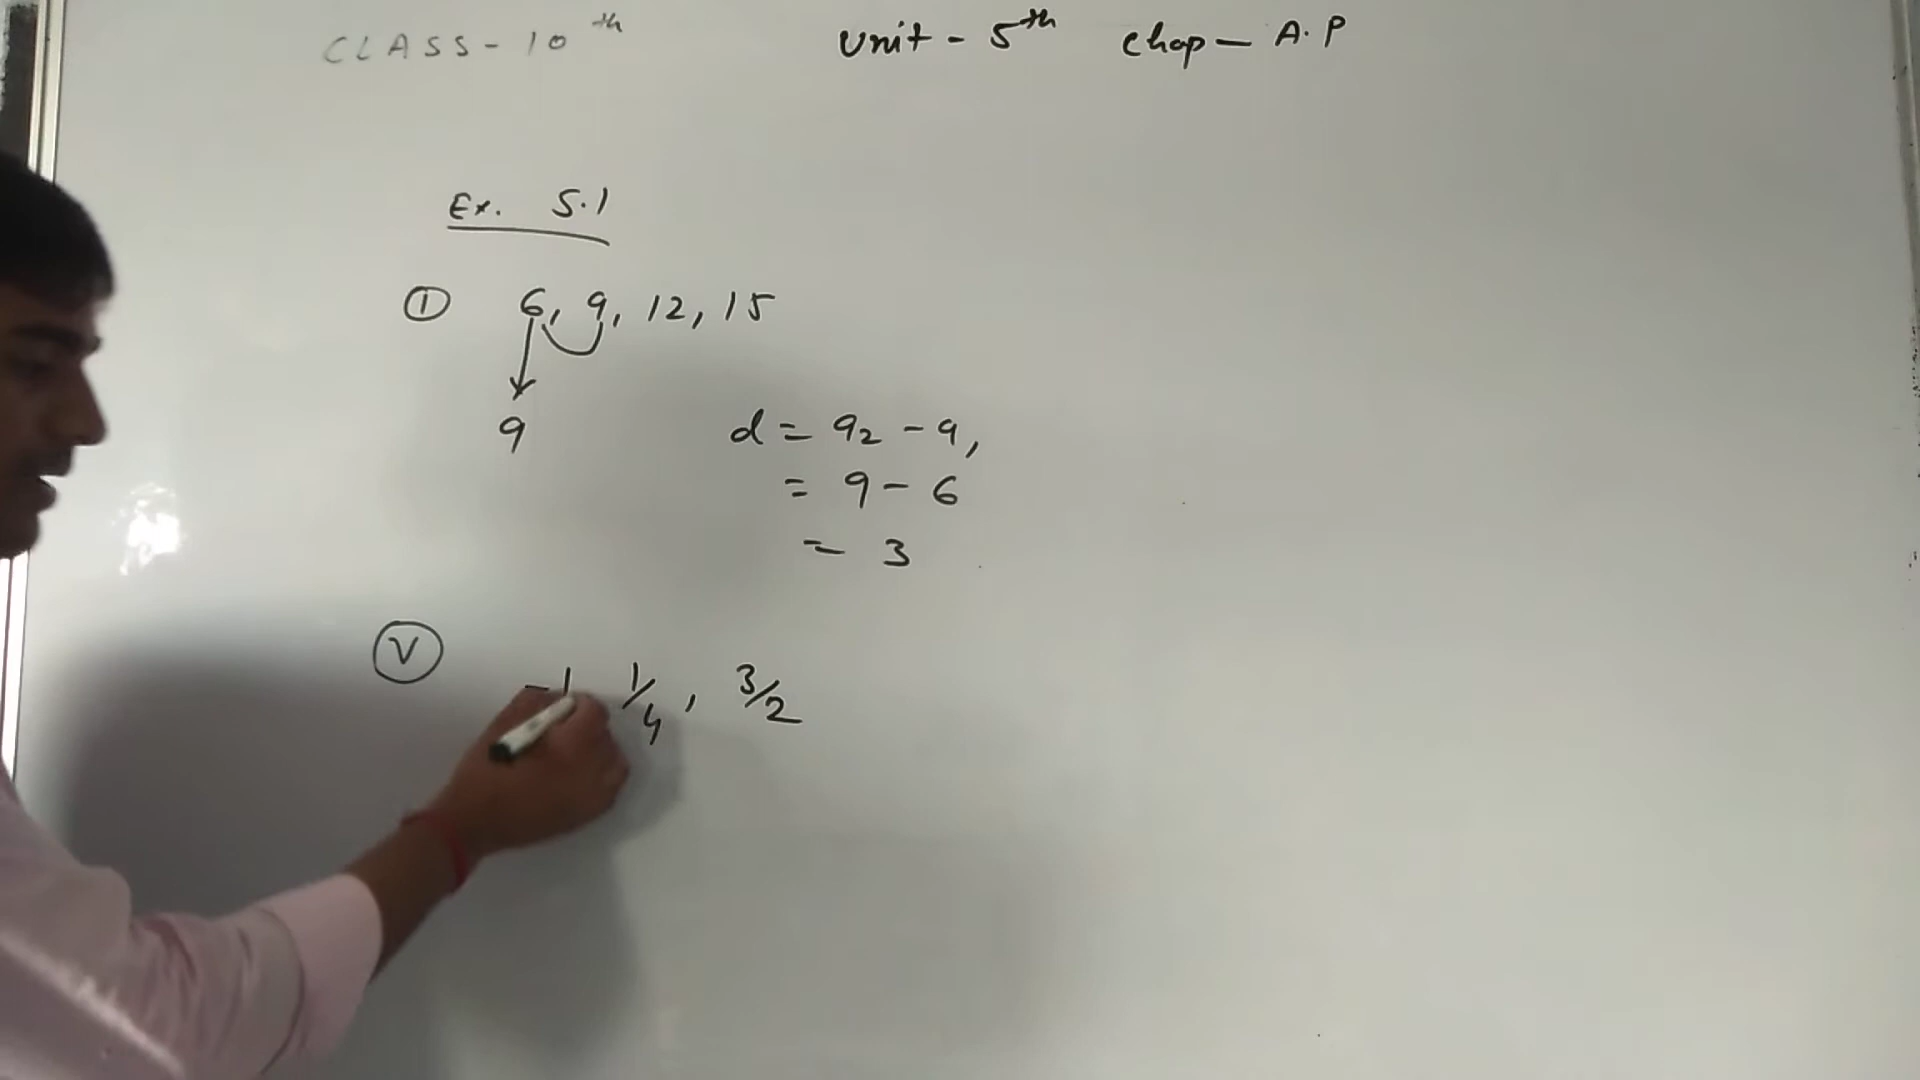 CLASS-10th Unit-5th Chap-A.P
Ex. 5.1
① 6, 9, 12, 15
a
d = a₂ - a₁
= 9 - 6
= 3
Ⓥ -1, 1/4, 3/2